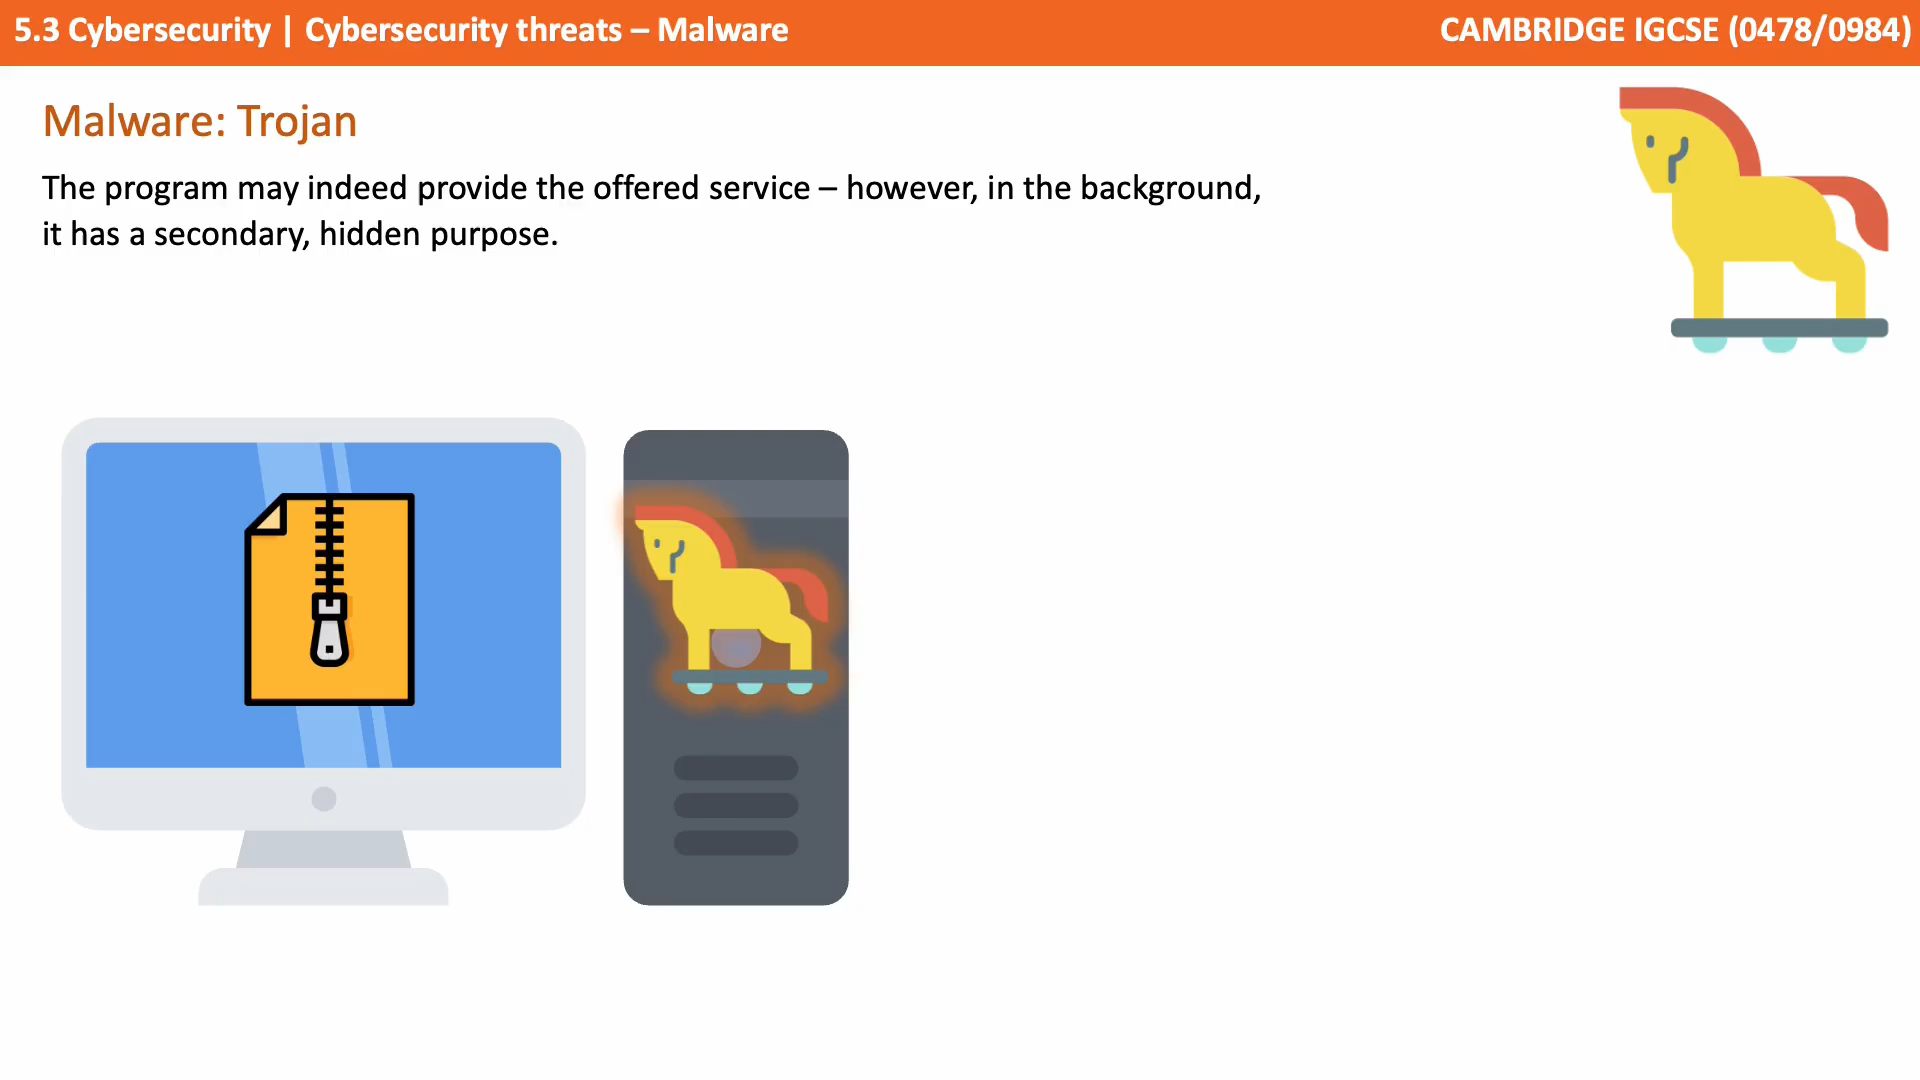 5.3 Cybersecurity | Cybersecurity threats – Malware
CAMBRIDGE IGCSE (0478/0984)
Malware: Trojan
The program may indeed provide the offered service – however, in the background,
it has a secondary, hidden purpose.